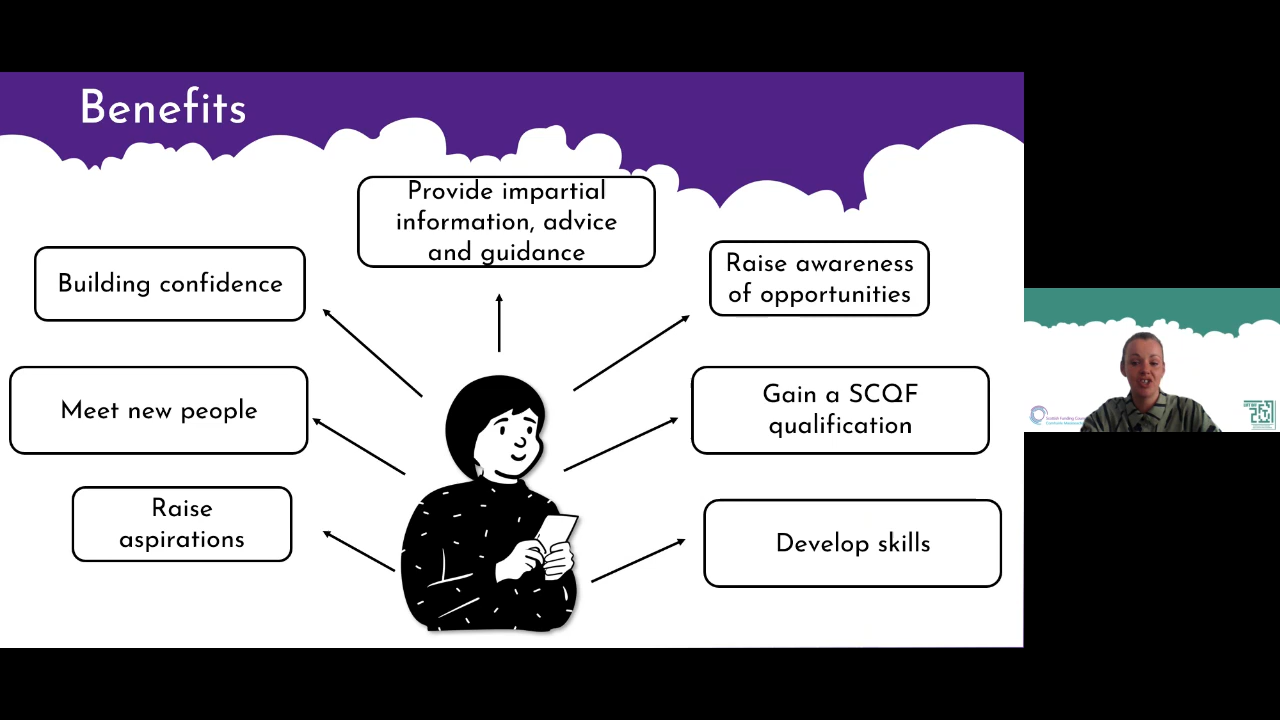 Benefits
Provide impartial
information, advice
and guidance
Building confidence
Raise awareness
of opportunities
Meet new people
Gain a SCQF
qualification
Raise
aspirations
Develop skills